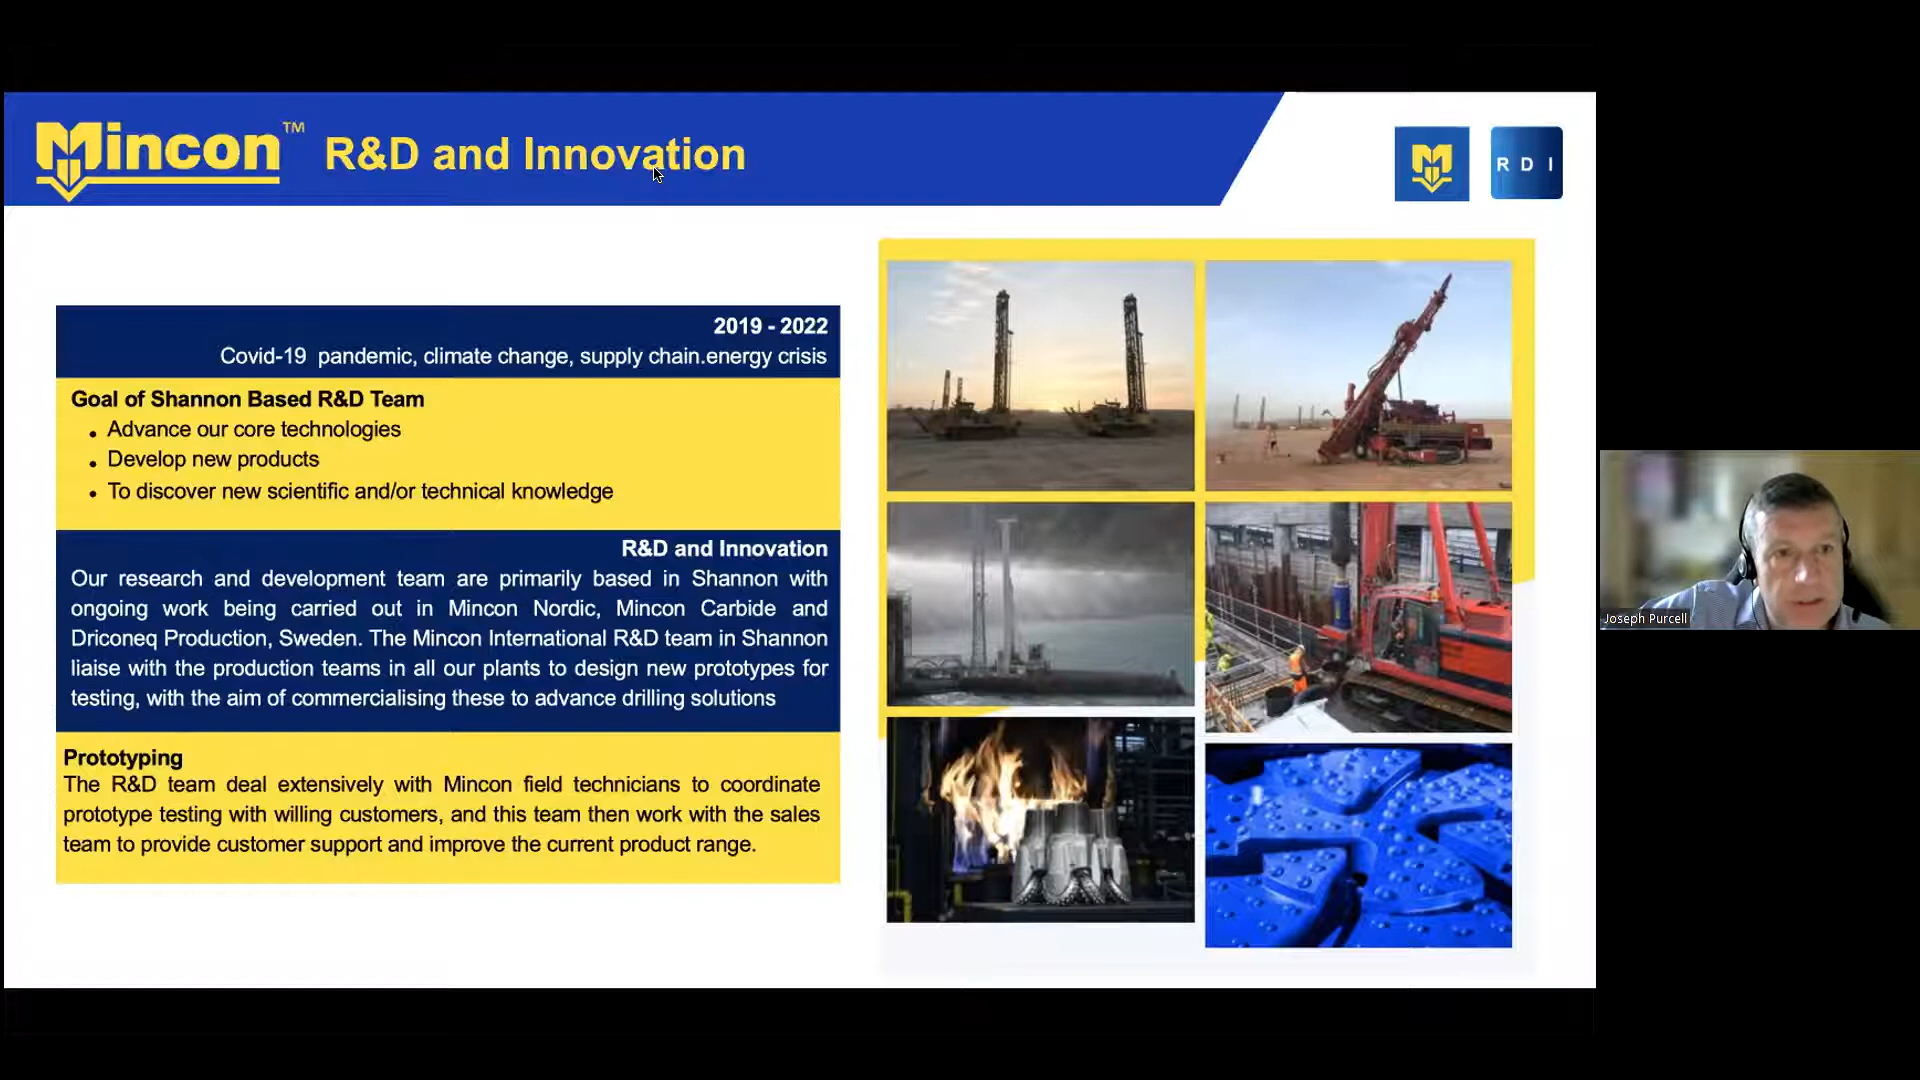 Mincon™ R&D and Innovation
R D I
2019 - 2022
Covid-19 pandemic, climate change, supply chain.energy crisis
Goal of Shannon Based R&D Team
• Advance our core technologies
• Develop new products
• To discover new scientific and/or technical knowledge
R&D and Innovation
Our research and development team are primarily based in Shannon with
ongoing work being carried out in Mincon Nordic, Mincon Carbide and
Driconeq Production, Sweden. The Mincon International R&D team in Shannon
liaise with the production teams in all our plants to design new prototypes for
testing, with the aim of commercialising these to advance drilling solutions
Prototyping
The R&D team deal extensively with Mincon field technicians to coordinate
prototype testing with willing customers, and this team then work with the sales
team to provide customer support and improve the current product range.
Joseph Purcell